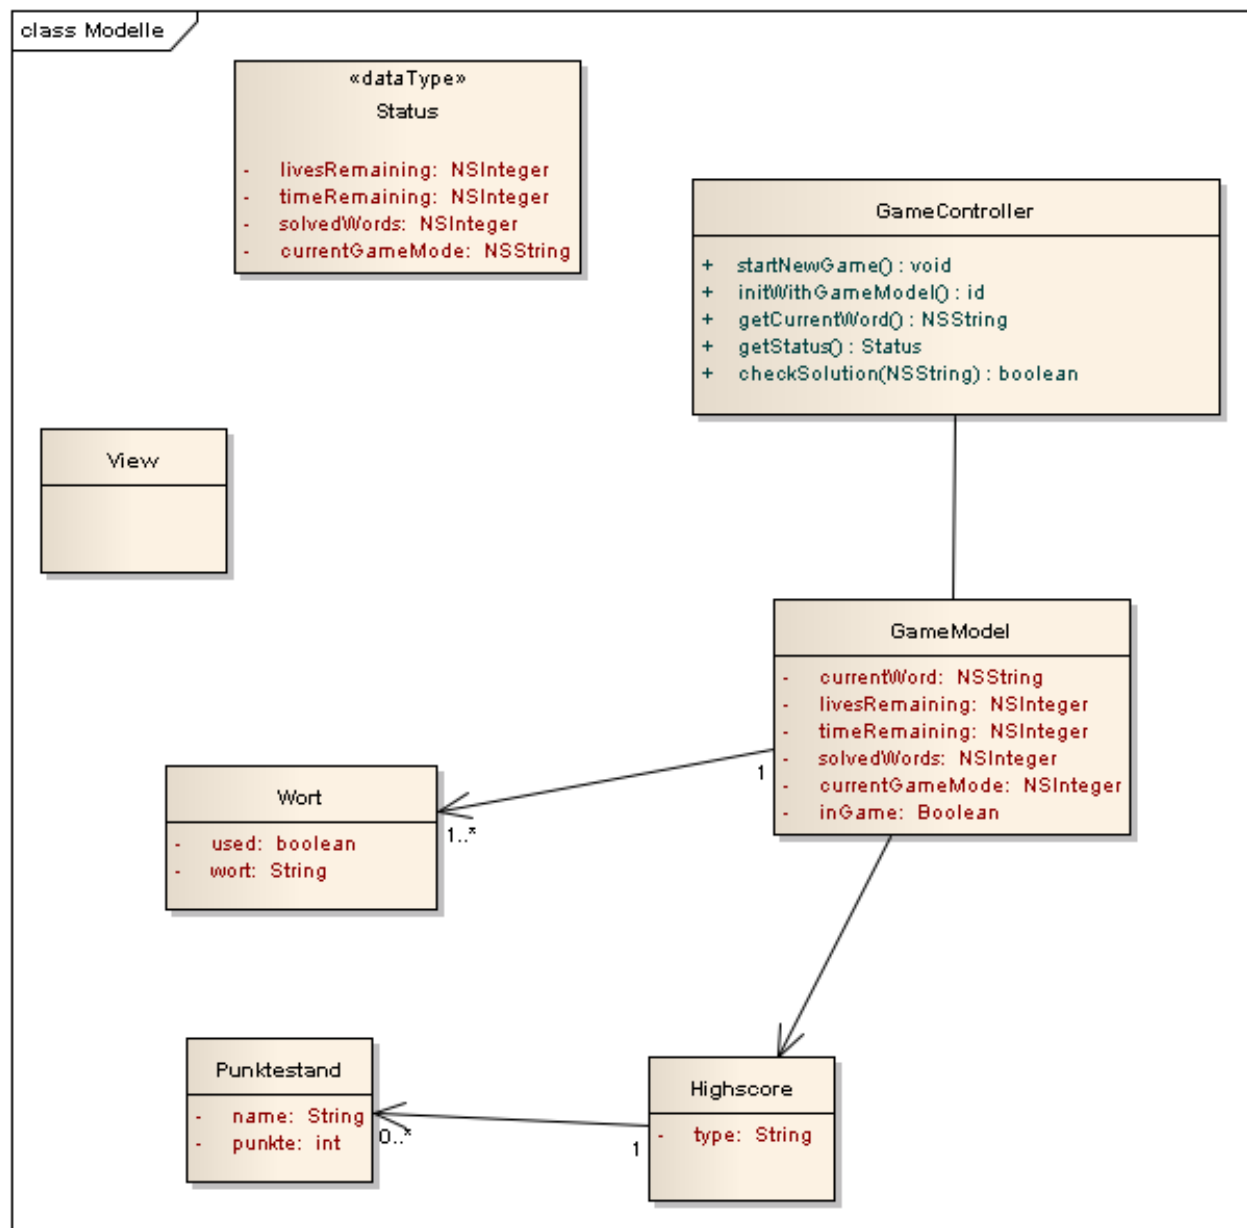 class Modelle
«dataType»
Status
- livesRemaining: NSInteger
- timeRemaining: NSInteger
- solvedWords: NSInteger
- currentGameMode: NSString
GameController
+ startNewGame() : void
+ initWithGameModel() : id
+ getCurrentWord() : NSString
+ getStatus() : Status
+ checkSolution(NSString) : boolean
View
GameModel
- currentWord: NSString
- livesRemaining: NSInteger
- timeRemaining: NSInteger
- solvedWords: NSInteger
- currentGameMode: NSInteger
- inGame: Boolean
1
1..*
Wort
- used: boolean
- wort: String
Punktestand
- name: String
- punkte: int
0..*
1
Highscore
- type: String